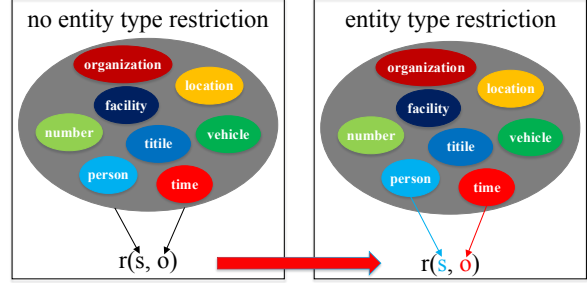 no entity type restriction
organization
location
facility
number
titile
vehicle
person
time
r(s, o)
entity type restriction
organization
location
facility
number
titile
vehicle
person
time
r(s, o)